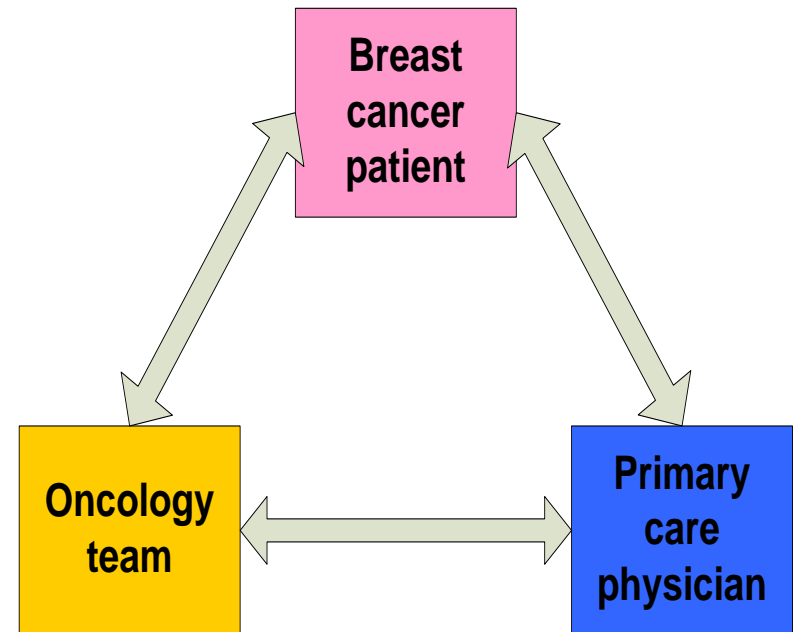 Breast
cancer
patient
Oncology
team
Primary
care
physician